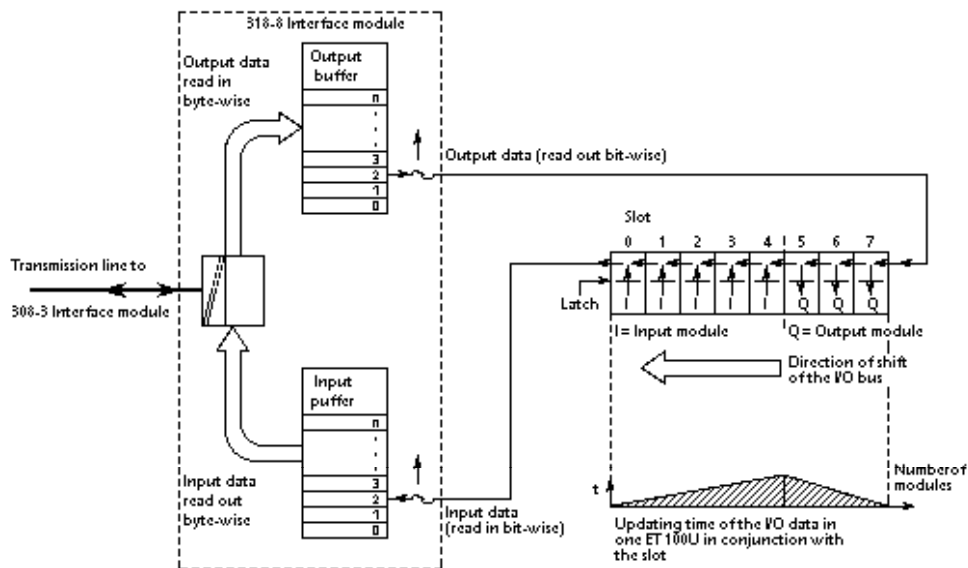 318-8 Interface module
Output data
read in
byte-wise
Output
buffer
n
.
.
.
3
2
1
0
Output data (read out bit-wise)
Slot
0 1 2 3 4 5 6 7
Transmission line to
308-3 Interface module
Latch
I I I I I Q Q Q
I = Input module
Q = Output module
Direction of shift
of the I/O bus
Input
puffer
n
.
.
.
3
2
1
0
Input data
read out
byte-wise
Input data
(read in bit-wise)
t
Number of
modules
Updating time of the I/O data in
one ET 100U in conjunction with
the slot